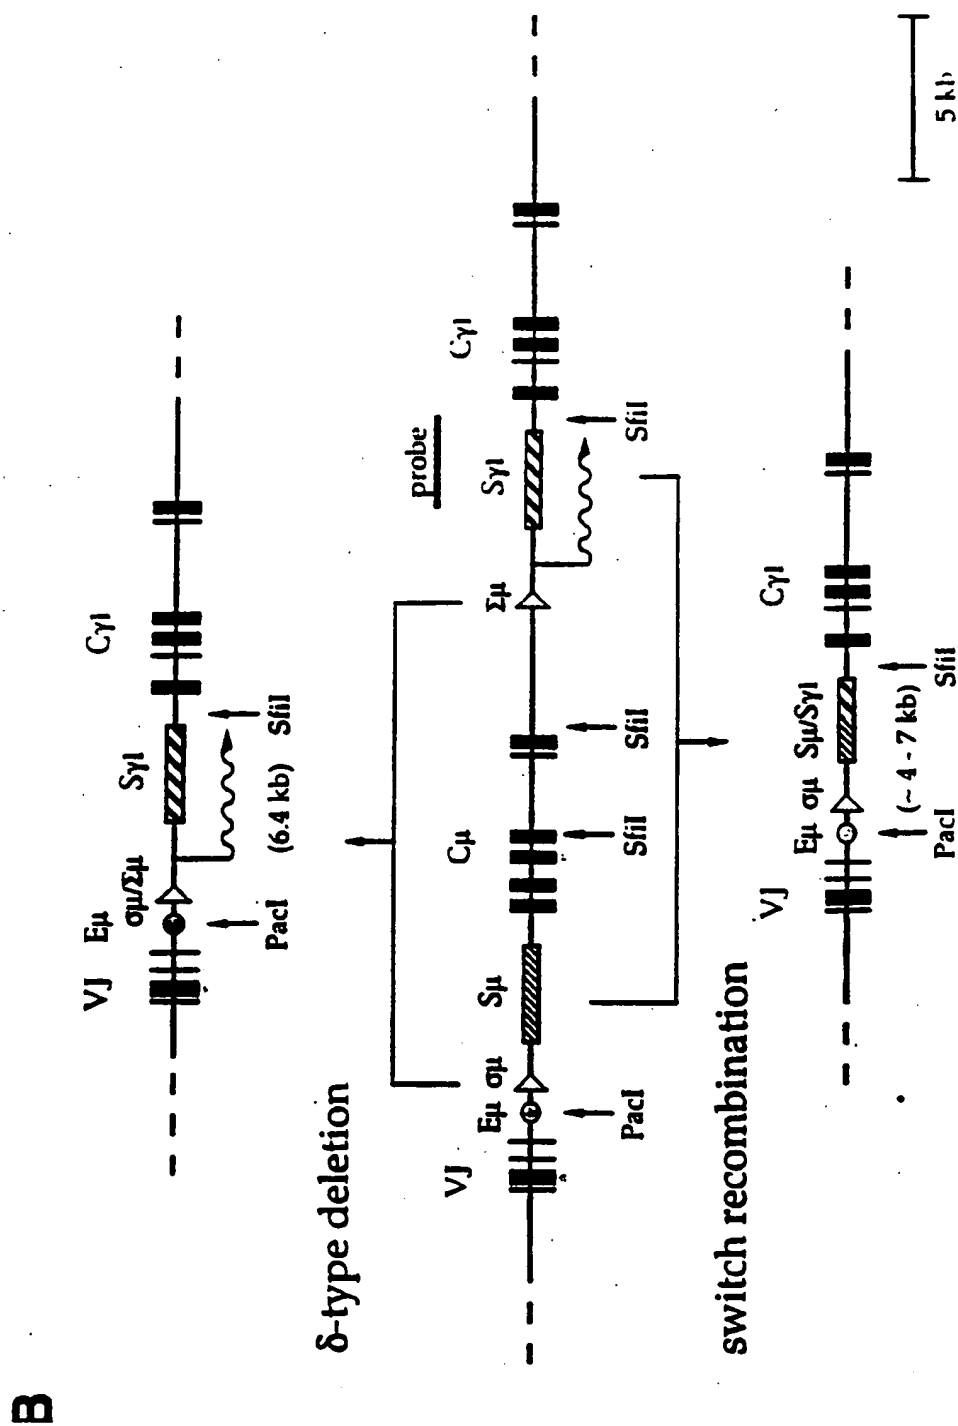 B
VJ Eμ σμ/Σμ Sγ1 Cγ1
PacI (6.4 kb) SfiI
δ-type deletion
probe
VJ Eμ σμ Sμ Cμ Σμ Sγ1 Cγ1
PacI SfiI SfiI SfiI
switch recombination
VJ Eμ σμ Sμ/Sγ1 Cγ1
PacI (~ 4 - 7 kb) SfiI
5 kb